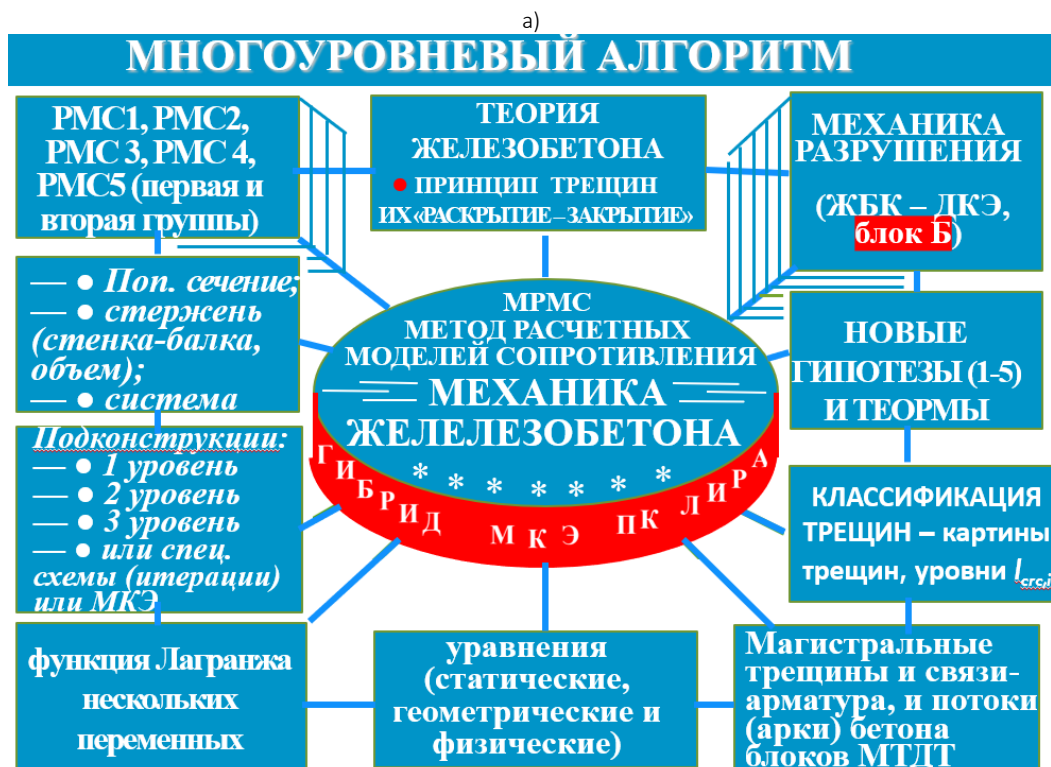 а)
МНОГОУРОВНЕВЫЙ АЛГОРИТМ
РМС1, РМС2,
РМС 3, РМС 4,
РМС5 (первая и
вторая группы)
ТЕОРИЯ
ЖЕЛЕЗОБЕТОНА
● ПРИНЦИП ТРЕЩИН
ИХ «РАСКРЫТИЕ – ЗАКРЫТИЕ»
МЕХАНИКА
РАЗРУШЕНИЯ
(ЖБК – ДКЭ,
блок Б)
— ● Поп. сечение;
— ● стержень
(стенка-балка,
объем);
— ● система
МРМС
МЕТОД РАСЧЕТНЫХ
МОДЕЛЕЙ СОПРОТИВЛЕНИЯ
МЕХАНИКА
ЖЕЛЕЛЕЗОБЕТОНА
* * * * * * *
ГИБРИД МКЭ ПК ЛИРА
НОВЫЕ
ГИПОТЕЗЫ (1-5)
И ТЕОРМЫ
Подконструкции:
— ● 1 уровень
— ● 2 уровень
— ● 3 уровень
— ● или спец.
схемы (итерации)
или МКЭ
КЛАССИФИКАЦИЯ
ТРЕЩИН – картины
трещин, уровни l crc,i
функция Лагранжа
нескольких
переменных
уравнения
(статические,
геометрические и
физические)
Магистральные
трещины и связи-
арматура, и потоки
(арки) бетона
блоков МТДТ